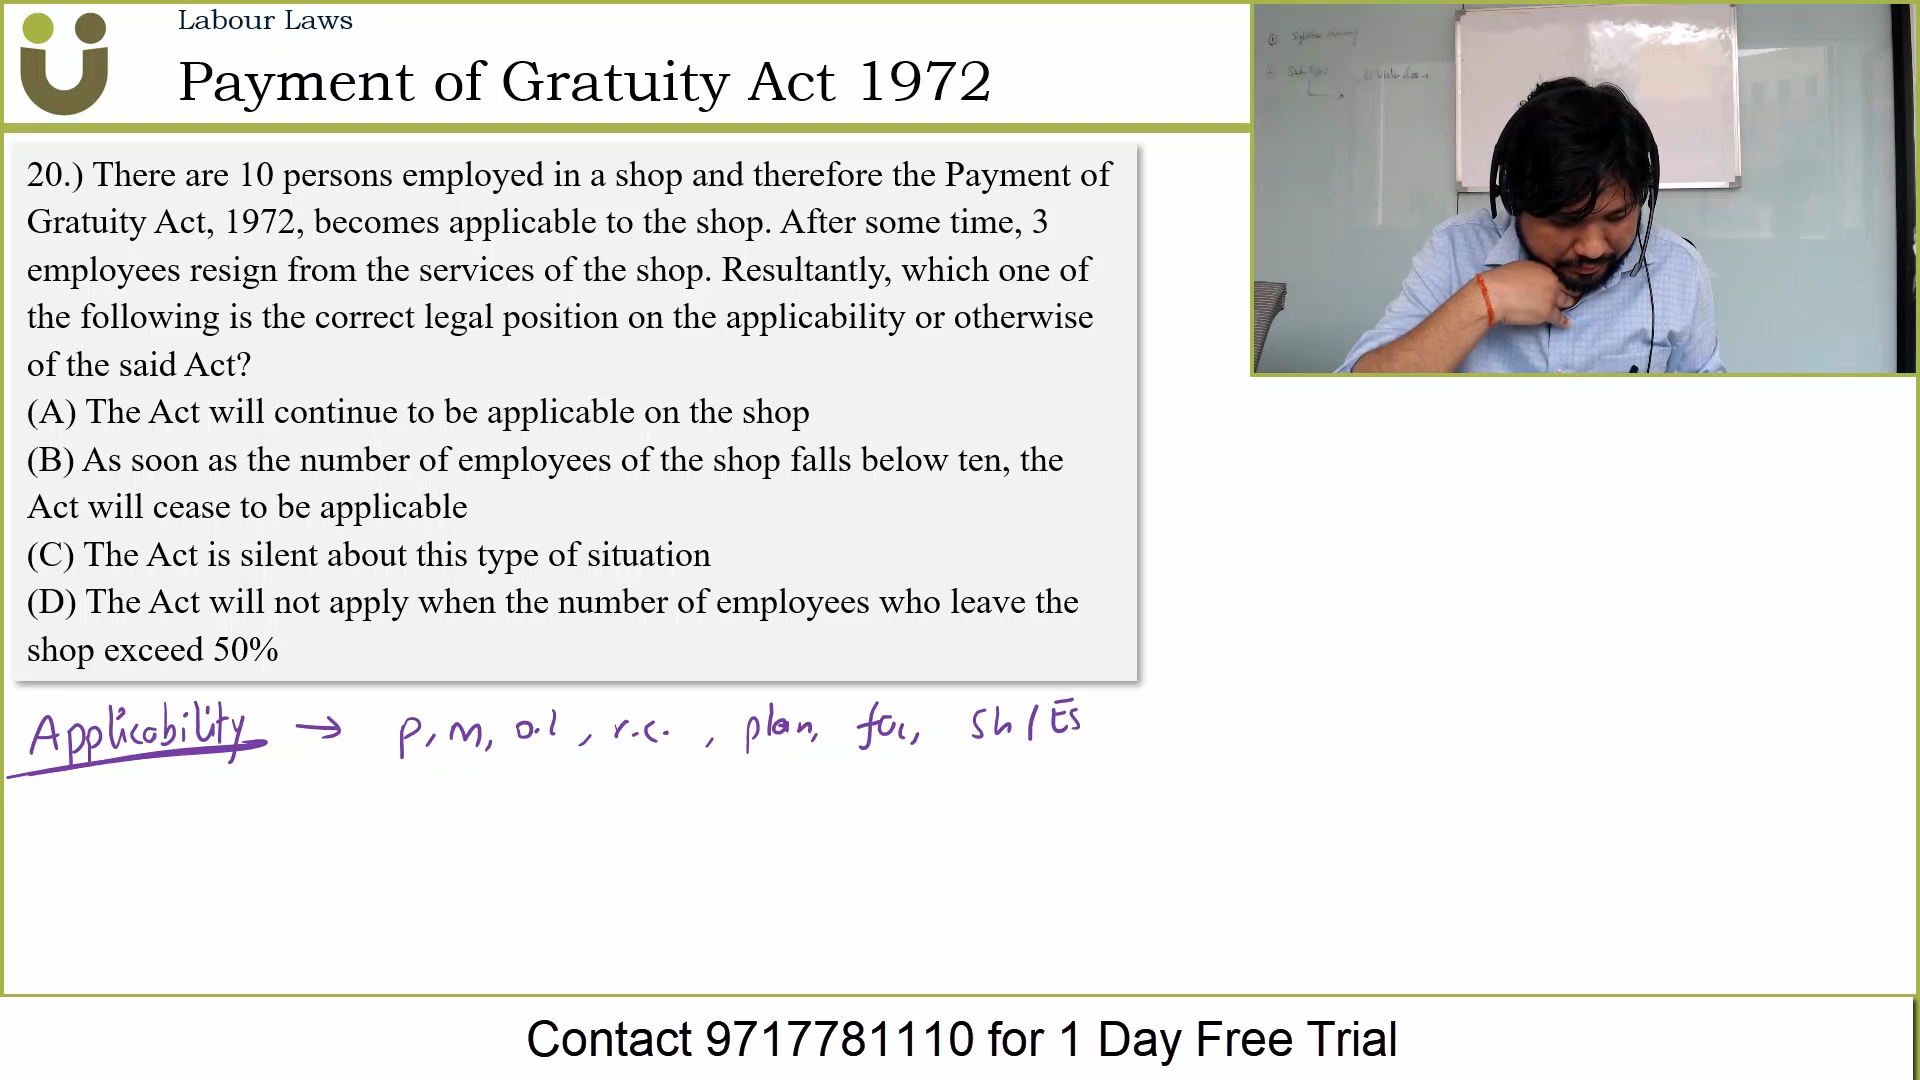 Labour Laws
Payment of Gratuity Act 1972
20.) There are 10 persons employed in a shop and therefore the Payment of
Gratuity Act, 1972, becomes applicable to the shop. After some time, 3
employees resign from the services of the shop. Resultantly, which one of
the following is the correct legal position on the applicability or otherwise
of the said Act?
(A) The Act will continue to be applicable on the shop
(B) As soon as the number of employees of the shop falls below ten, the
Act will cease to be applicable
(C) The Act is silent about this type of situation
(D) The Act will not apply when the number of employees who leave the
shop exceed 50%
Applicability → p, m, o.l, r.c., plan, fac, Sh/Es
Contact 9717781110 for 1 Day Free Trial